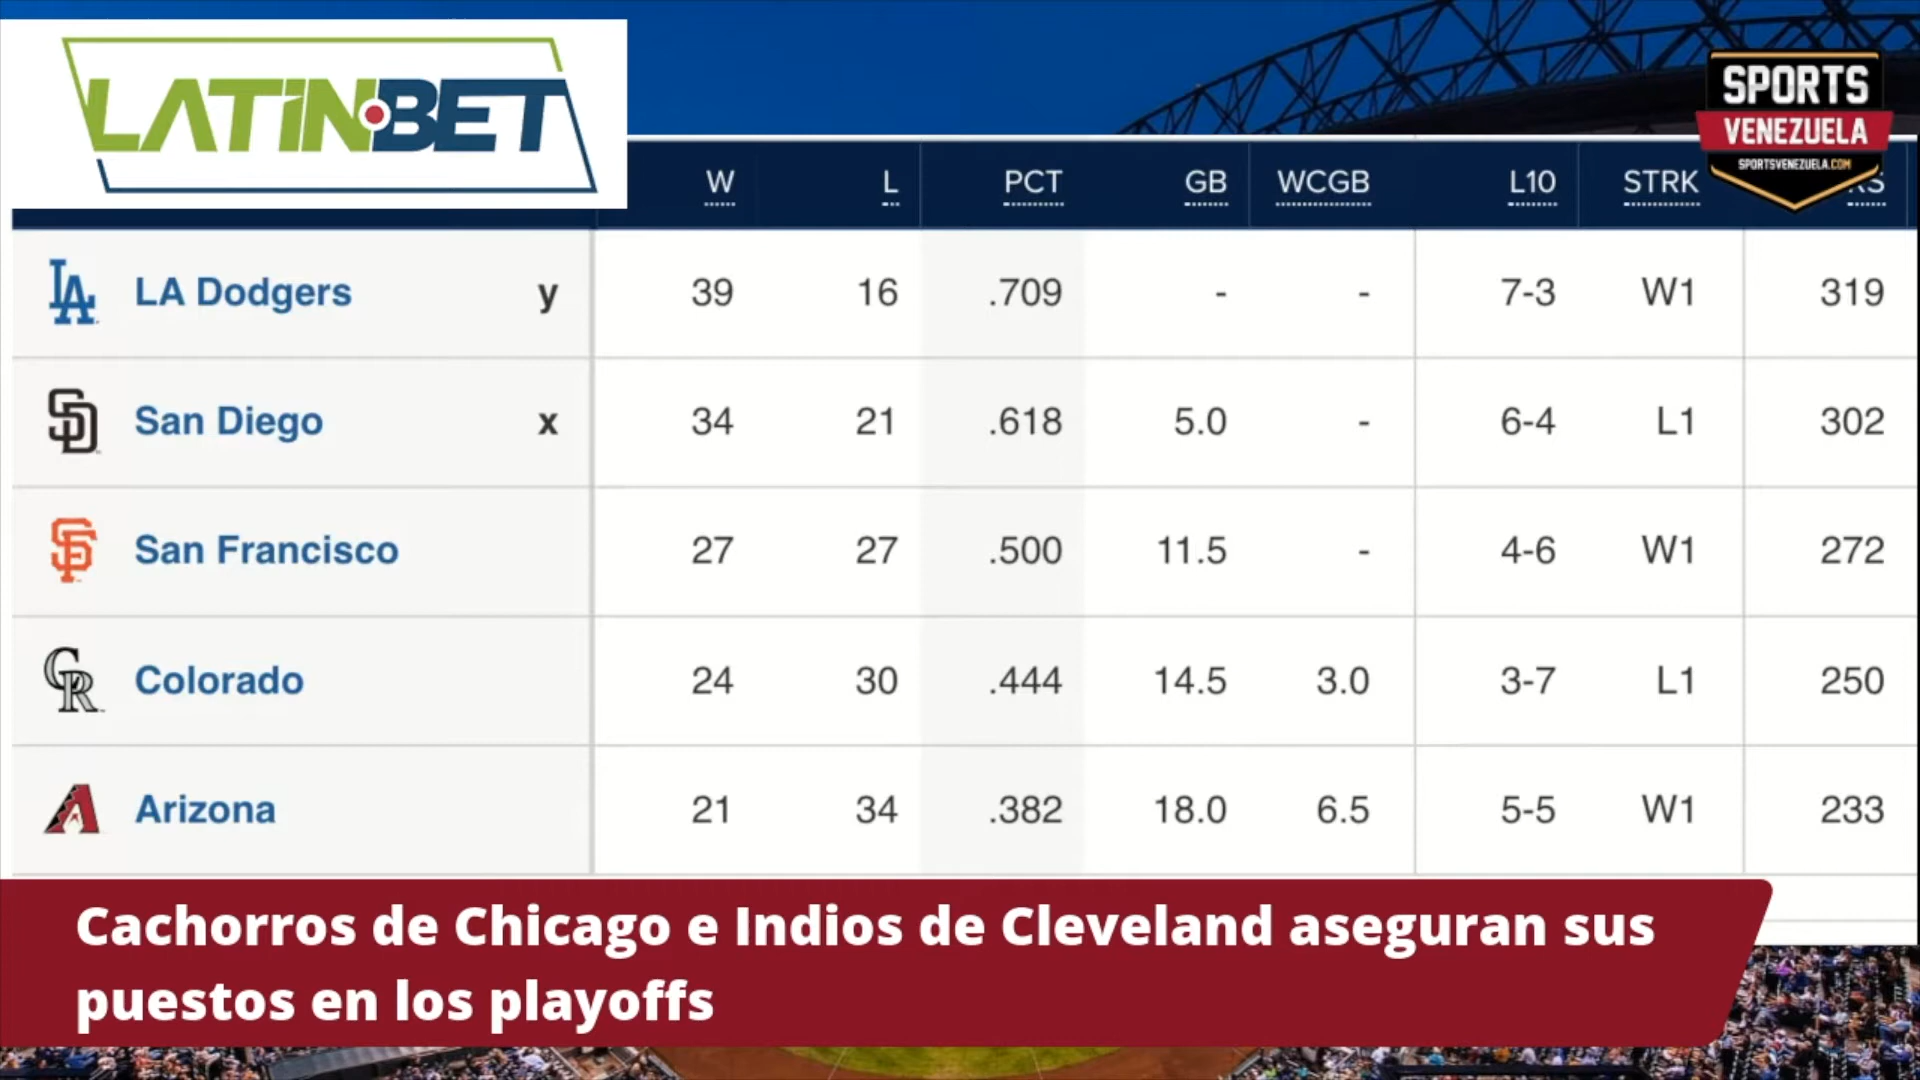 LATINBET
SPORTS
VENEZUELA
SPORTSVENEZUELA.COM
W L PCT GB WCGB L10 STRK
LA Dodgers y 39 16 .709 - - 7-3 W1 319
San Diego x 34 21 .618 5.0 - 6-4 L1 302
San Francisco 27 27 .500 11.5 - 4-6 W1 272
Colorado 24 30 .444 14.5 3.0 3-7 L1 250
Arizona 21 34 .382 18.0 6.5 5-5 W1 233
Cachorros de Chicago e Indios de Cleveland aseguran sus
puestos en los playoffs